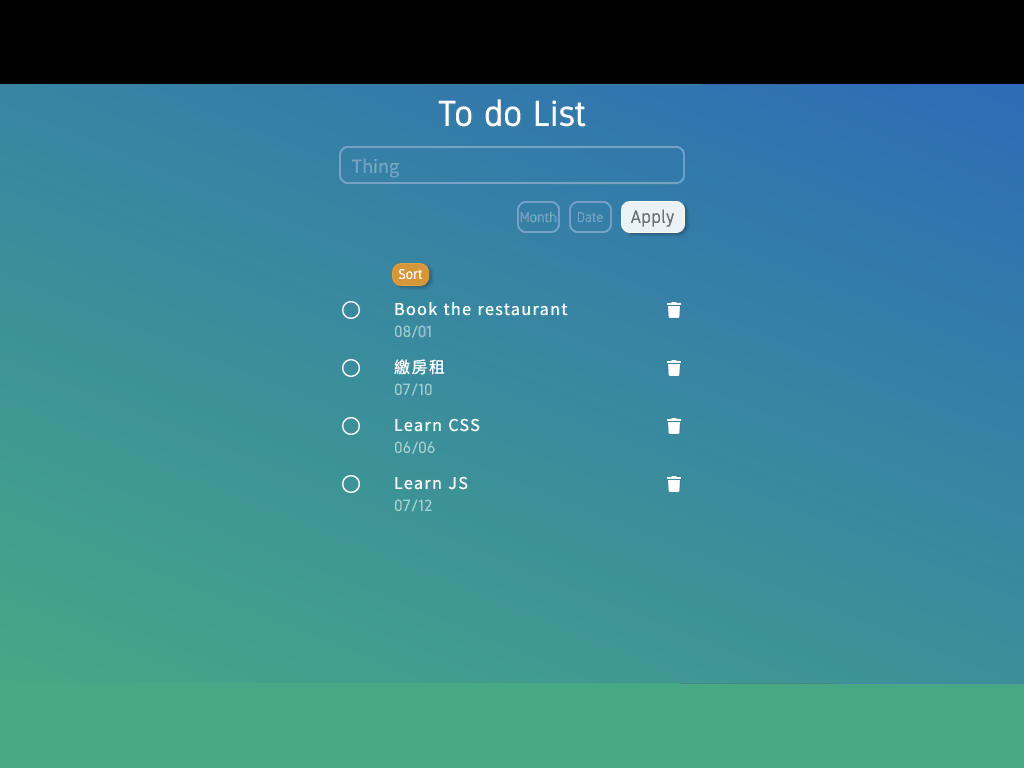 To do List
Thing
Month Date Apply
Sort
Book the restaurant
08/01
繳房租
07/10
Learn CSS
06/06
Learn JS
07/12